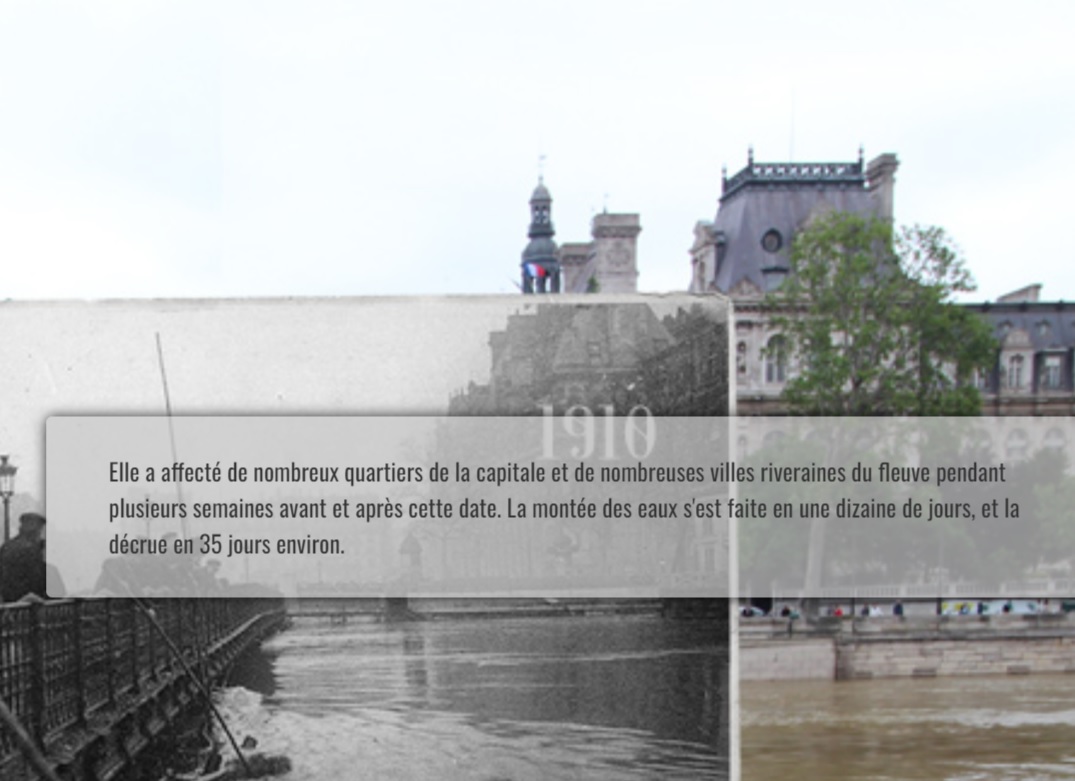 1910
Elle a affecté de nombreux quartiers de la capitale et de nombreuses villes riveraines du fleuve pendant
plusieurs semaines avant et après cette date. La montée des eaux s'est faite en une dizaine de jours, et la
décrue en 35 jours environ.